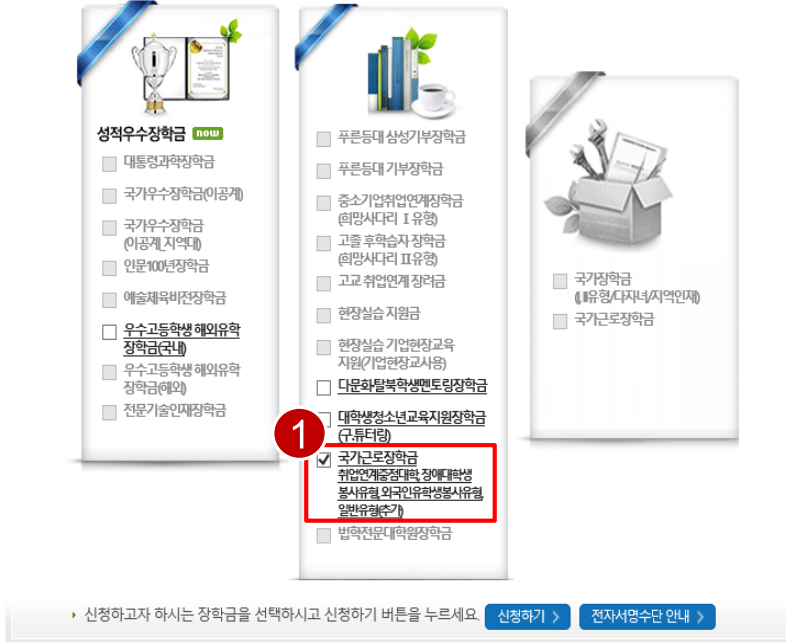 성적우수장학금 now
대통령과학장학금
국가우수장학금(이공계)
국가우수장학금
(이공계_지역대)
인문100년장학금
예술체육비전장학금
우수고등학생 해외유학
장학금(국내)
우수고등학생 해외유학
장학금(해외)
전문기술인재장학금
푸른등대 삼성기부장학금
푸른등대 기부장학금
중소기업취업연계장학금
(희망사다리 Ⅰ유형)
고졸 후학습자 장학금
(희망사다리 Ⅱ유형)
고교 취업연계 장려금
현장실습 지원금
현장실습 기업현장교육
지원(기업현장교사용)
다문화탈북학생멘토링장학금
대학생청소년교육지원장학금
(구.튜터링)
1
국가근로장학금
취업연계중점대학, 장애대학생
봉사유형, 외국인유학생봉사유형,
일반유형(추가)
법학전문대학원장학금
국가장학금
(I,II유형/다자녀/지역인재)
국가근로장학금
신청하고자 하시는 장학금을 선택하시고 신청하기 버튼을 누르세요. 신청하기 전자서명수단 안내